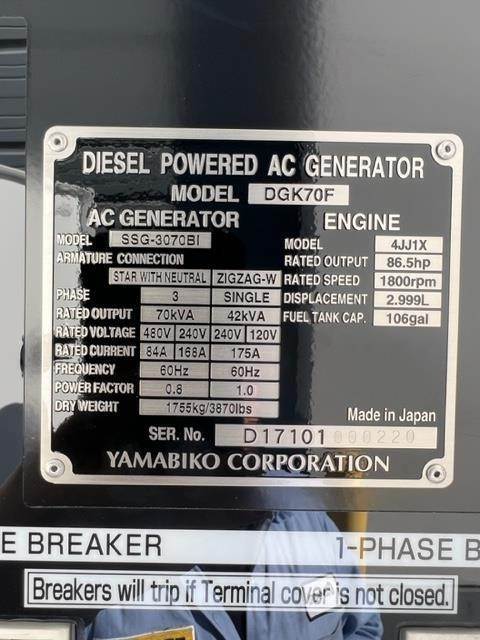 DIESEL POWERED AC GENERATOR
MODEL DGK70F
AC GENERATOR
MODEL SSG-3070BI
ARMATURE CONNECTION
STAR WITH NEUTRAL ZIGZAG-W
PHASE 3 SINGLE
RATED OUTPUT 70kVA 42kVA
RATED VOLTAGE 480V 240V 240V 120V
RATED CURRENT 84A 168A 175A
FREQUENCY 60Hz 60Hz
POWER FACTOR 0.8 1.0
DRY WEIGHT 1755kg/3870lbs
ENGINE
MODEL 4JJ1X
RATED OUTPUT 86.5hp
RATED SPEED 1800rpm
DISPLACEMENT 2.999L
FUEL TANK CAP. 106gal
Made in Japan
SER. No. D17101000220
YAMABIKO CORPORATION
E BREAKER 1-PHASE B
Breakers will trip if Terminal cover is not closed.